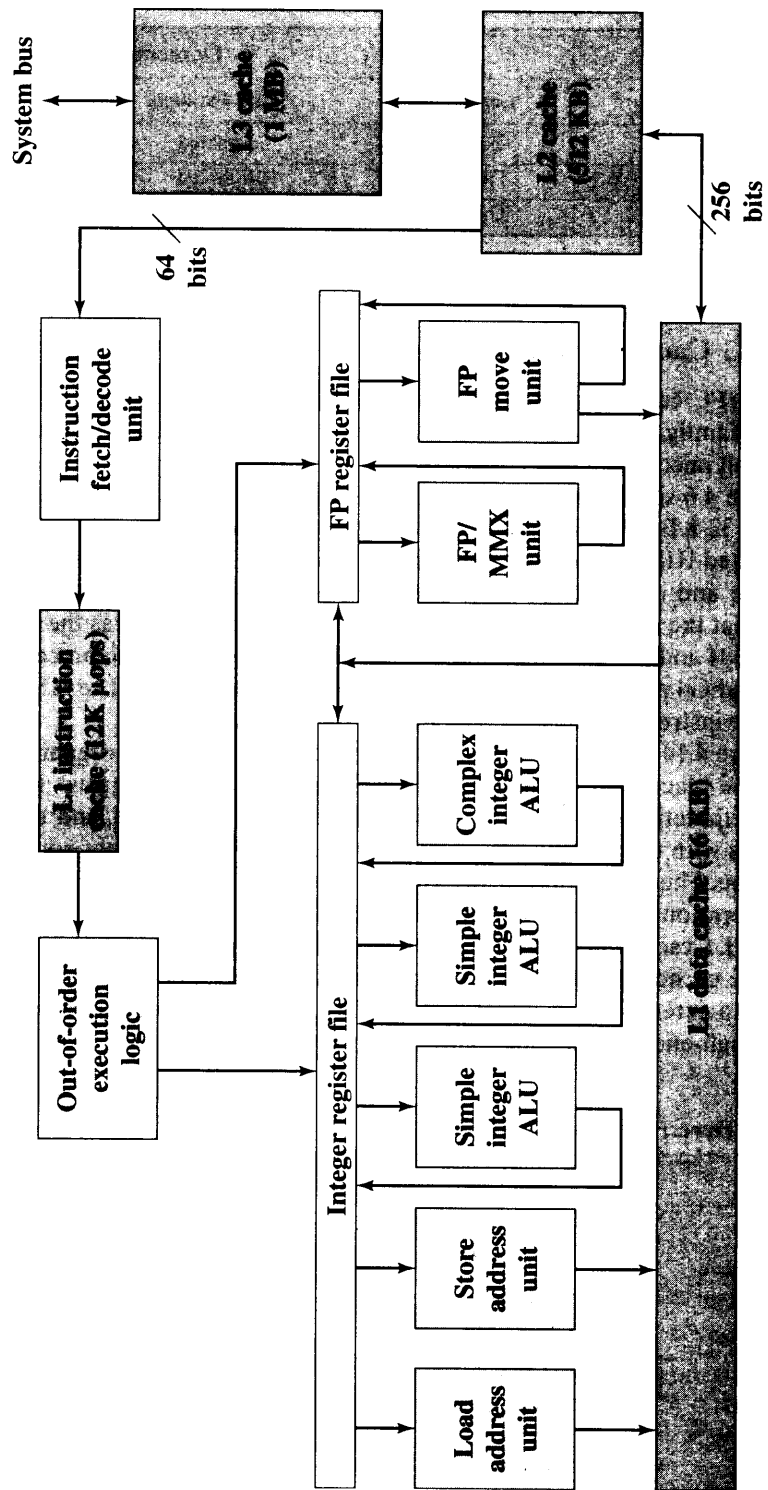 System bus
Out-of-order
execution
logic
L1 instruction
cache (12K μops)
Instruction
fetch/decode
unit
64
bits
L3 cache
(1 MB)
Integer register file
FP register file
L2 cache
(512 KB)
Load
address
unit
Store
address
unit
Simple
integer
ALU
Simple
integer
ALU
Complex
integer
ALU
FP/
MMX
unit
FP
move
unit
256
bits
L1 data cache (16 KB)